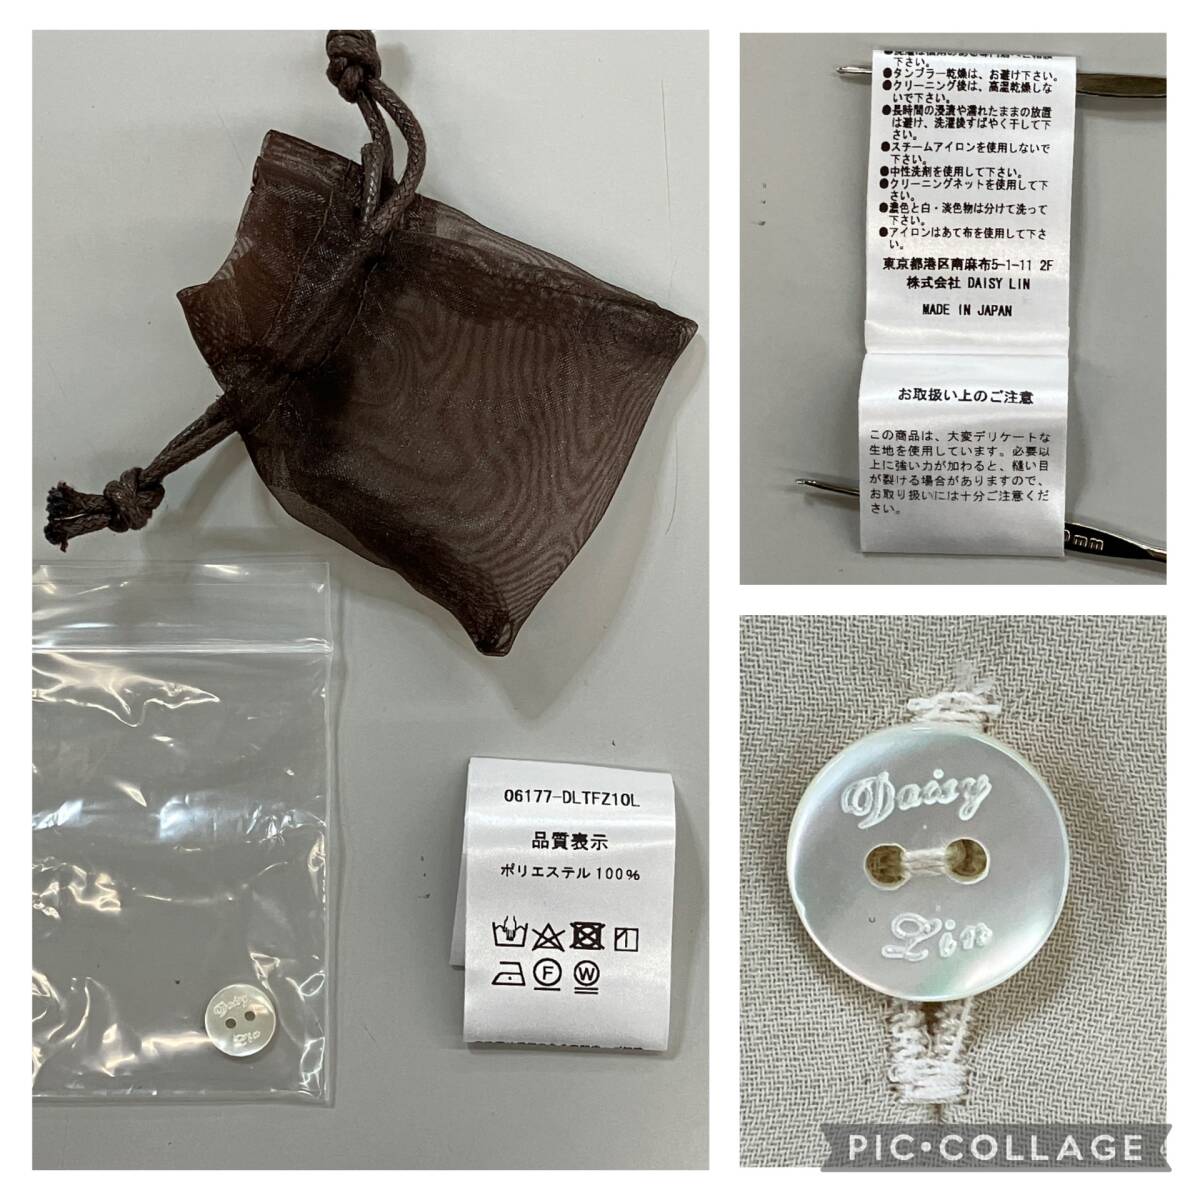 Daisy
Lin
06177-DLTFZ10L
品質表示
ポリエステル100%
F
W
下さい。
●タンブラー乾燥は、お避け下さい。
●クリーニング後は、高温乾燥しな
いで下さい。
●長時間の浸漬や濡れたままの放置
は避け、洗濯後すばやく干して下
さい。
●スチームアイロンを使用しないで
下さい。
●中性洗剤を使用して下さい。
●クリーニングネットを使用して下
さい。
●濃色と白・淡色物は分けて洗って
下さい。
●アイロンはあて布を使用して下さ
い。
東京都港区南麻布5-1-11 2F
株式会社 DAISY LIN
MADE IN JAPAN
お取扱い上のご注意
この商品は、大変デリケートな
生地を使用しています。必要以
上に強い力が加わると、縫い目
が裂ける場合がありますので、
お取り扱いには十分ご注意くだ
さい。
mm
Daisy
Lin
PIC•COLLAGE